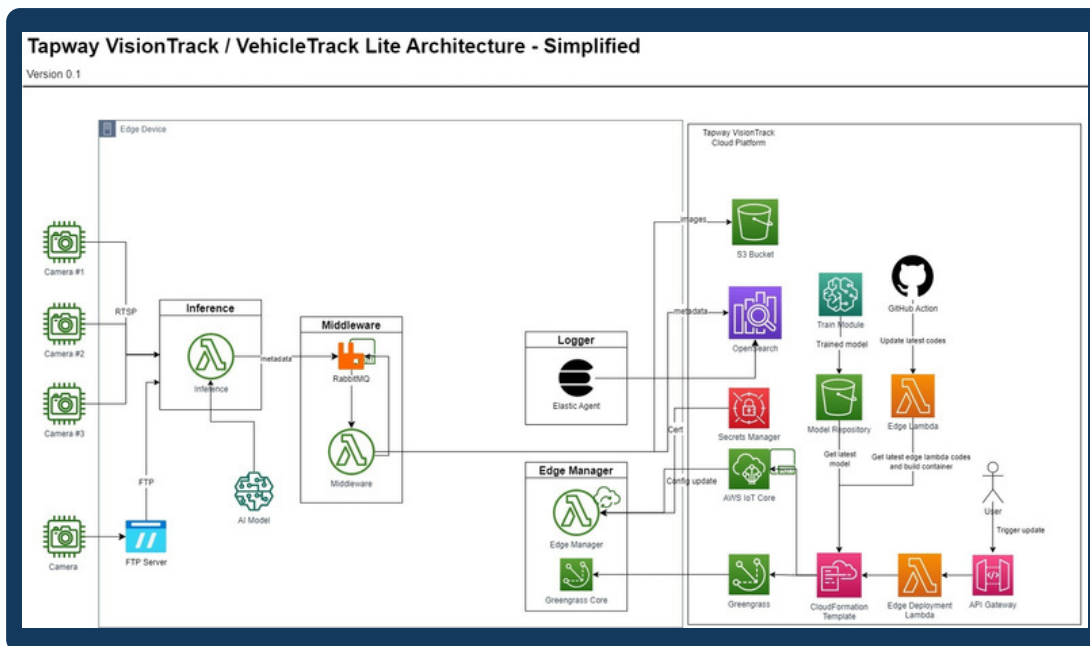 Tapway VisionTrack / VehicleTrack Lite Architecture - Simplified
Version 0.1
Edge Device
Tapway VisionTrack
Cloud Platform
Camera #1
Camera #2
Camera #3
Camera
RTSP
FTP
FTP Server
Inference
Inference
AI Model
metadata
Middleware
RabbitMQ
Middleware
Logger
Elastic Agent
Edge Manager
Edge Manager
Greengrass Core
images
metadata
Cert
Config update
S3 Bucket
OpenSearch
Secrets Manager
AWS IoT Core
Greengrass
Train Module
Trained model
Model Repository
Get latest
model
GitHub Action
Update latest codes
Edge Lambda
Get latest edge lambda codes
and build container
User
Trigger update
CloudFormation
Template
Edge Deployment
Lambda
API Gateway